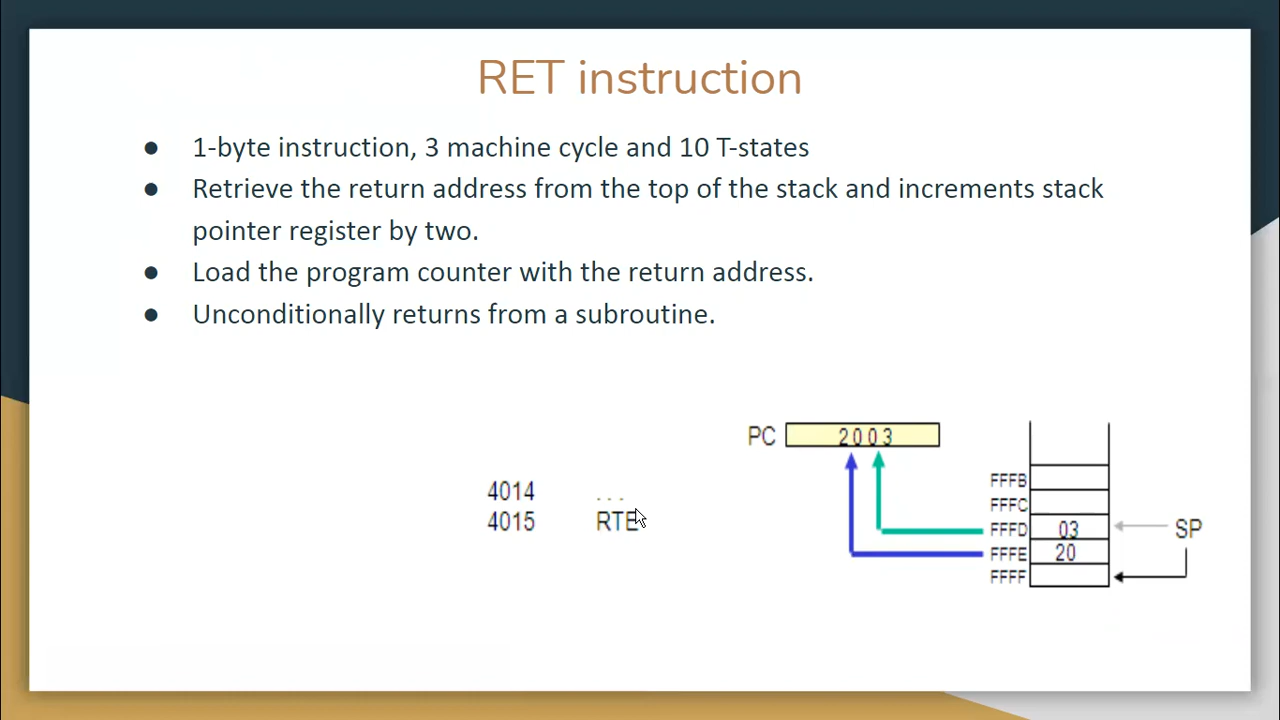 RET instruction
● 1-byte instruction, 3 machine cycle and 10 T-states
● Retrieve the return address from the top of the stack and increments stack
pointer register by two.
● Load the program counter with the return address.
● Unconditionally returns from a subroutine.
PC 2003
4014 ...
4015 RTE
FFFB
FFFC
FFFD 03 SP
FFFE 20
FFFF